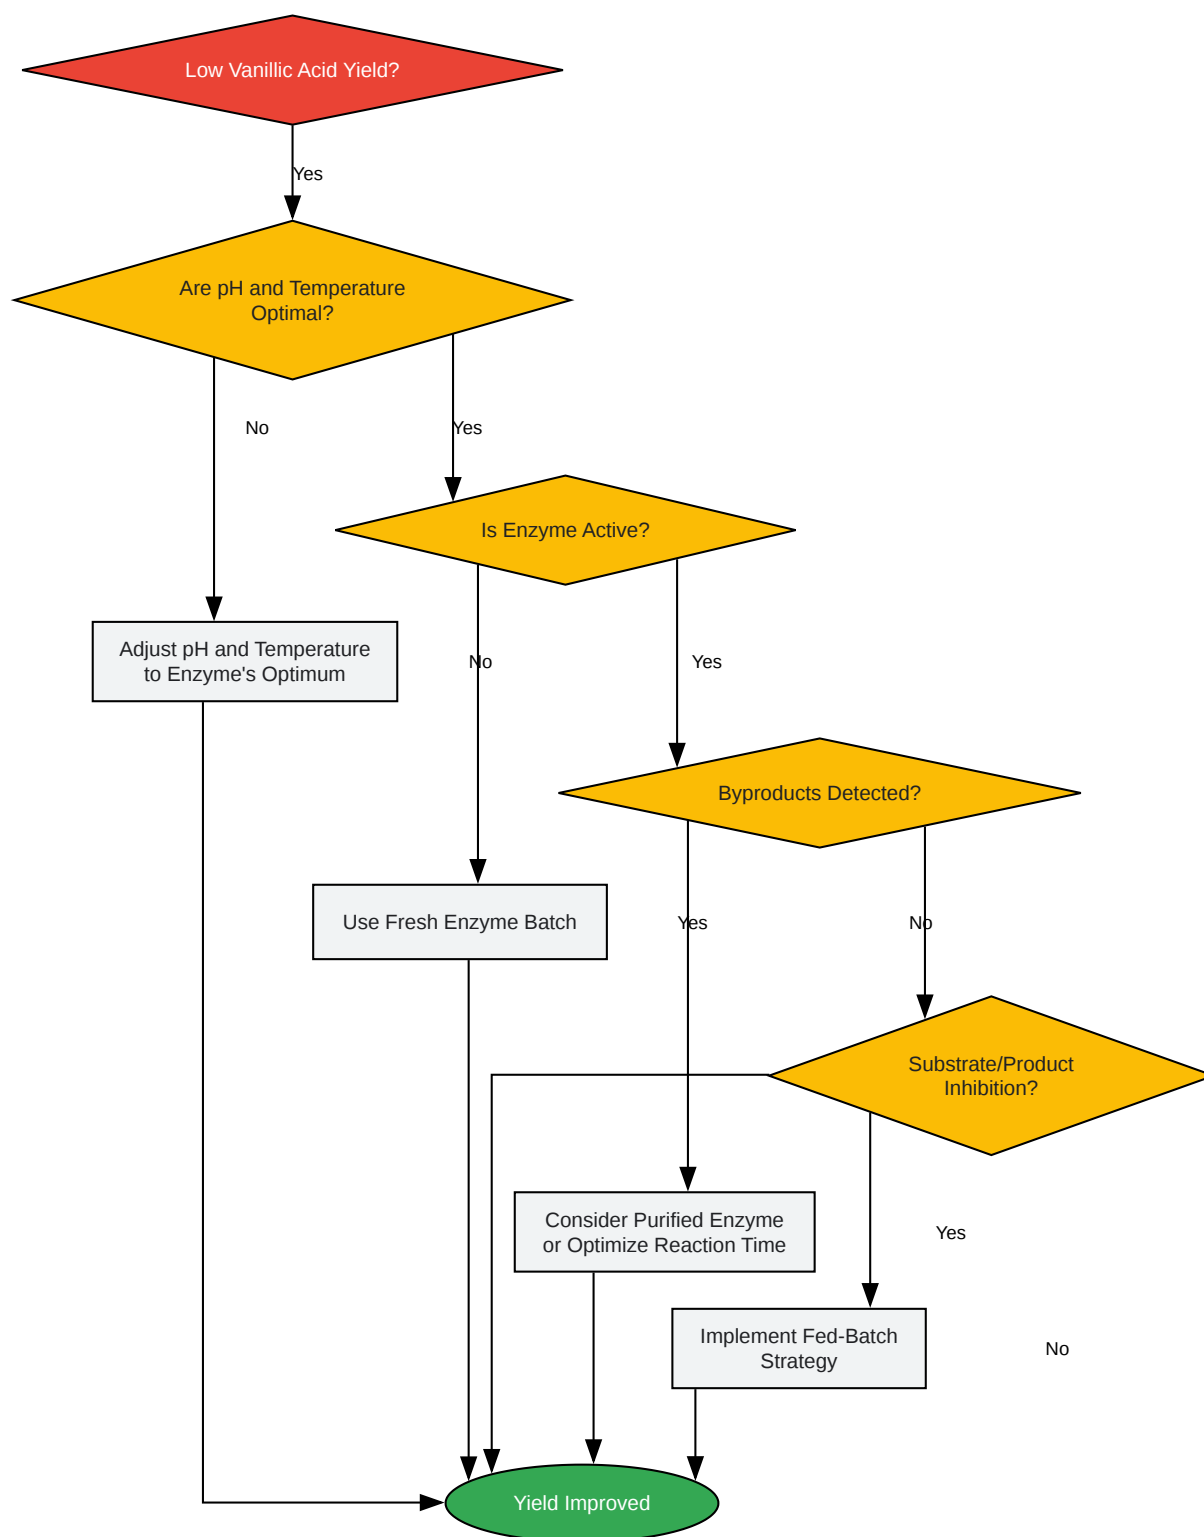 Low Vanillic Acid Yield?
Yes
Are pH and Temperature
Optimal?
No
Yes
Is Enzyme Active?
Adjust pH and Temperature
to Enzyme's Optimum
No
Yes
Byproducts Detected?
Use Fresh Enzyme Batch
Yes
No
Substrate/Product
Inhibition?
Consider Purified Enzyme
or Optimize Reaction Time
Yes
Implement Fed-Batch
Strategy
No
Yield Improved